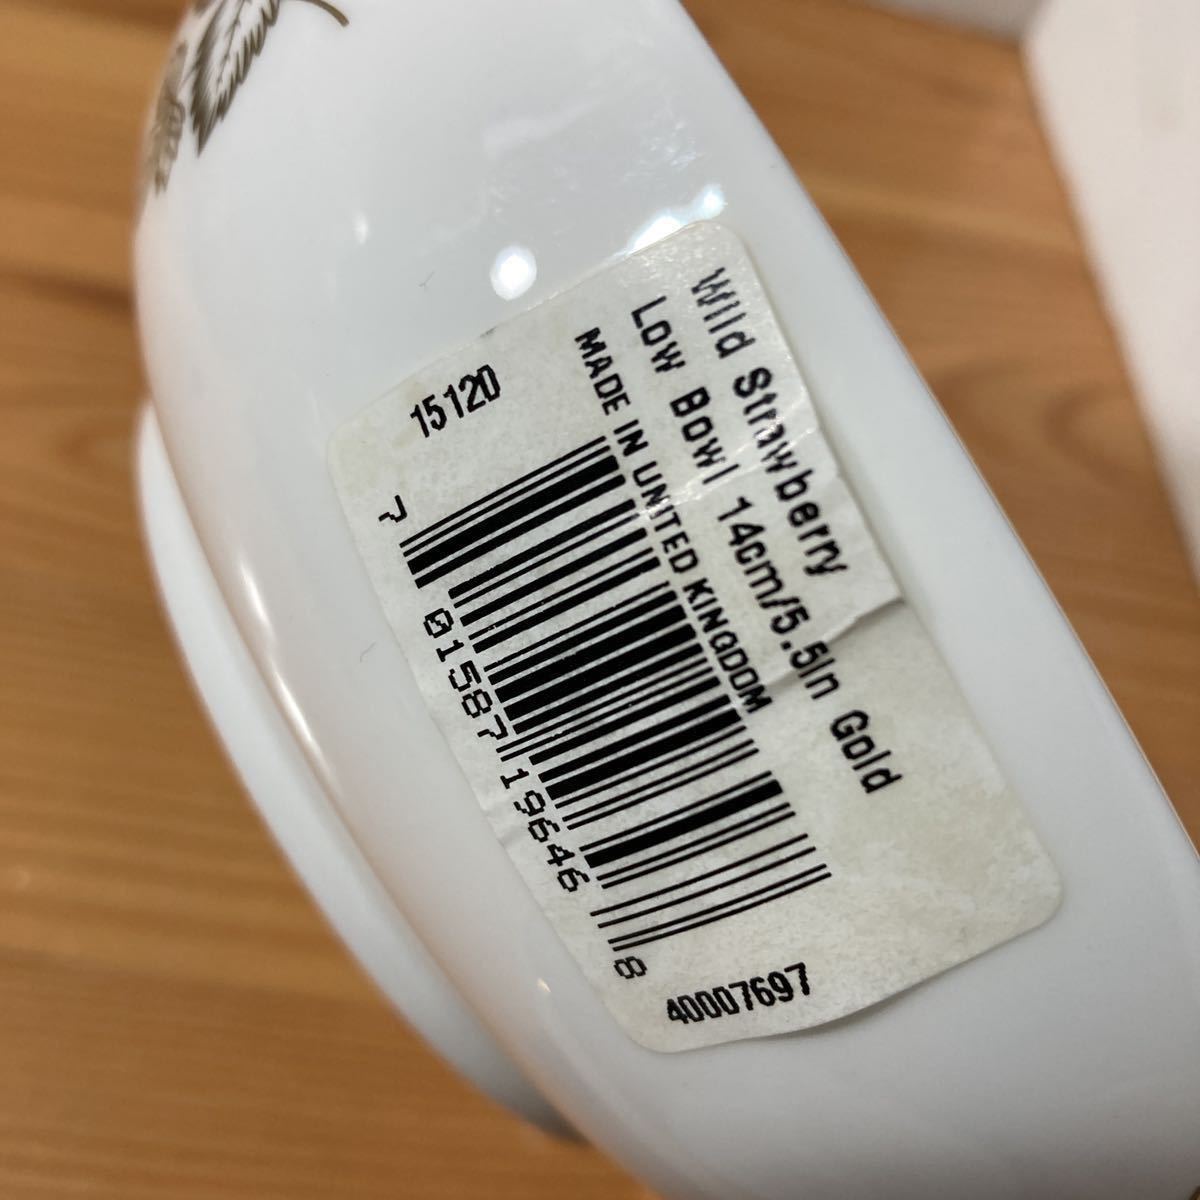 Wild Strawberry
Low Bowl 14cm/5.5in Gold
MADE IN UNITED KINGDOM
15120
7 01587 19646 8
40007697